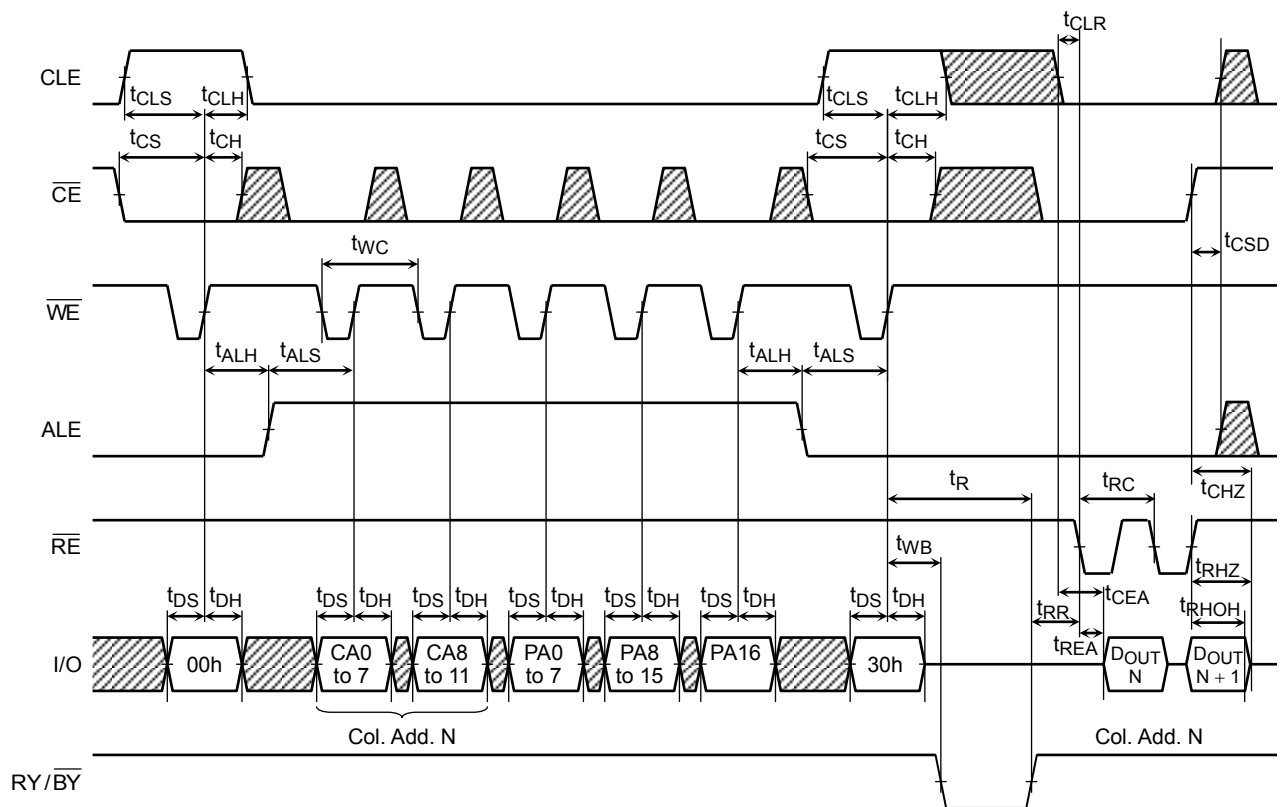 tCLR
CLE
tCLS tCLH tCLS tCLH
tCS tCH tCS tCH
CE
tWC tCSD
WE
tALH tALS tALH tALS
ALE
tR tRC tCHZ
RE
tWB
tDS tDH tDS tDH tDS tDH tDS tDH tDS tDH tDS tDH tDS tDH tCEA tRHZ
tRR tREA tRHOH
I/O
00h
CA0
to 7
CA8
to 11
PA0
to 7
PA8
to 15
PA16
30h
DOUT
N
DOUT
N + 1
Col. Add. N Col. Add. N
RY/BY